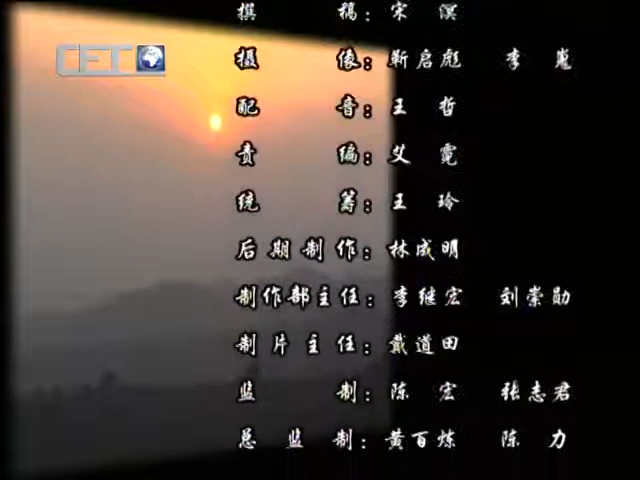 撰 稿：宋 溟
CETC
摄 像：靳启彪 李 嵬
配 音：王 哲
责 编：艾 霓
统 筹：王 玲
后期制作：林成明
制作部主任：李继宏 刘崇勋
制片主任：戴道田
监 制：陈 宏 张志君
总监制：黄百炼 陈 力